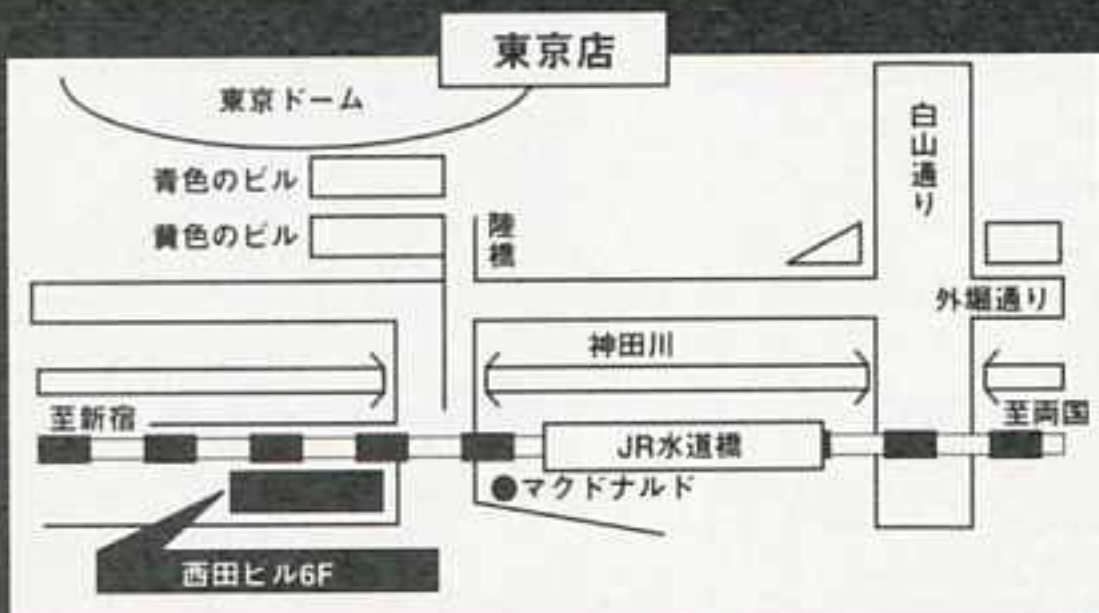 東京店
東京ドーム
青色のビル
黄色のビル
陸橋
白山通り
外堀通り
神田川
至新宿
至両国
JR水道橋
●マクドナルド
西田ビル6F